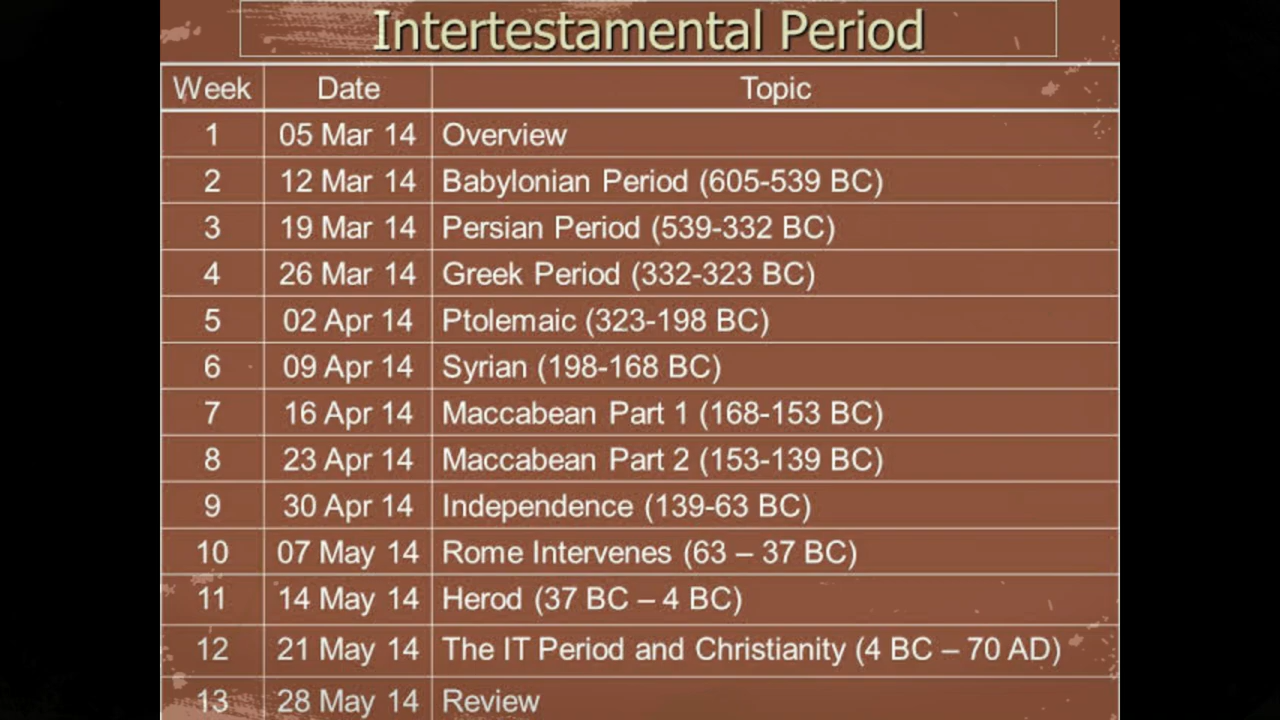 Intertestamental Period
Week Date Topic
1 05 Mar 14 Overview
2 12 Mar 14 Babylonian Period (605-539 BC)
3 19 Mar 14 Persian Period (539-332 BC)
4 26 Mar 14 Greek Period (332-323 BC)
5 02 Apr 14 Ptolemaic (323-198 BC)
6 09 Apr 14 Syrian (198-168 BC)
7 16 Apr 14 Maccabean Part 1 (168-153 BC)
8 23 Apr 14 Maccabean Part 2 (153-139 BC)
9 30 Apr 14 Independence (139-63 BC)
10 07 May 14 Rome Intervenes (63 – 37 BC)
11 14 May 14 Herod (37 BC – 4 BC)
12 21 May 14 The IT Period and Christianity (4 BC – 70 AD)
13 28 May 14 Review